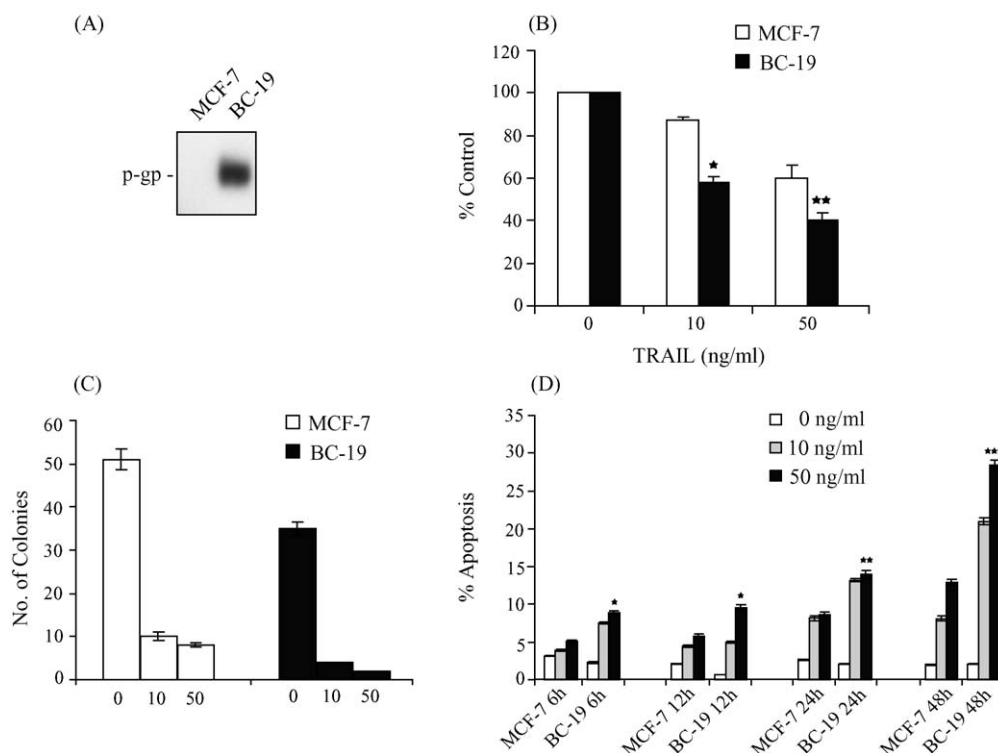 (A)
MCF-7
BC-19
p-gp -
(B)
MCF-7
BC-19
120
100
80
60
40
20
0
% Control
*
**
0 10 50
TRAIL (ng/ml)
(C)
MCF-7
BC-19
60
50
40
30
20
10
0
No. of Colonies
0 10 50 0 10 50
(D)
0 ng/ml
10 ng/ml
50 ng/ml
35
30
25
20
15
10
5
0
% Apoptosis
*
*
**
**
MCF-7 6h
BC-19 6h
MCF-7 12h
BC-19 12h
MCF-7 24h
BC-19 24h
MCF-7 48h
BC-19 48h